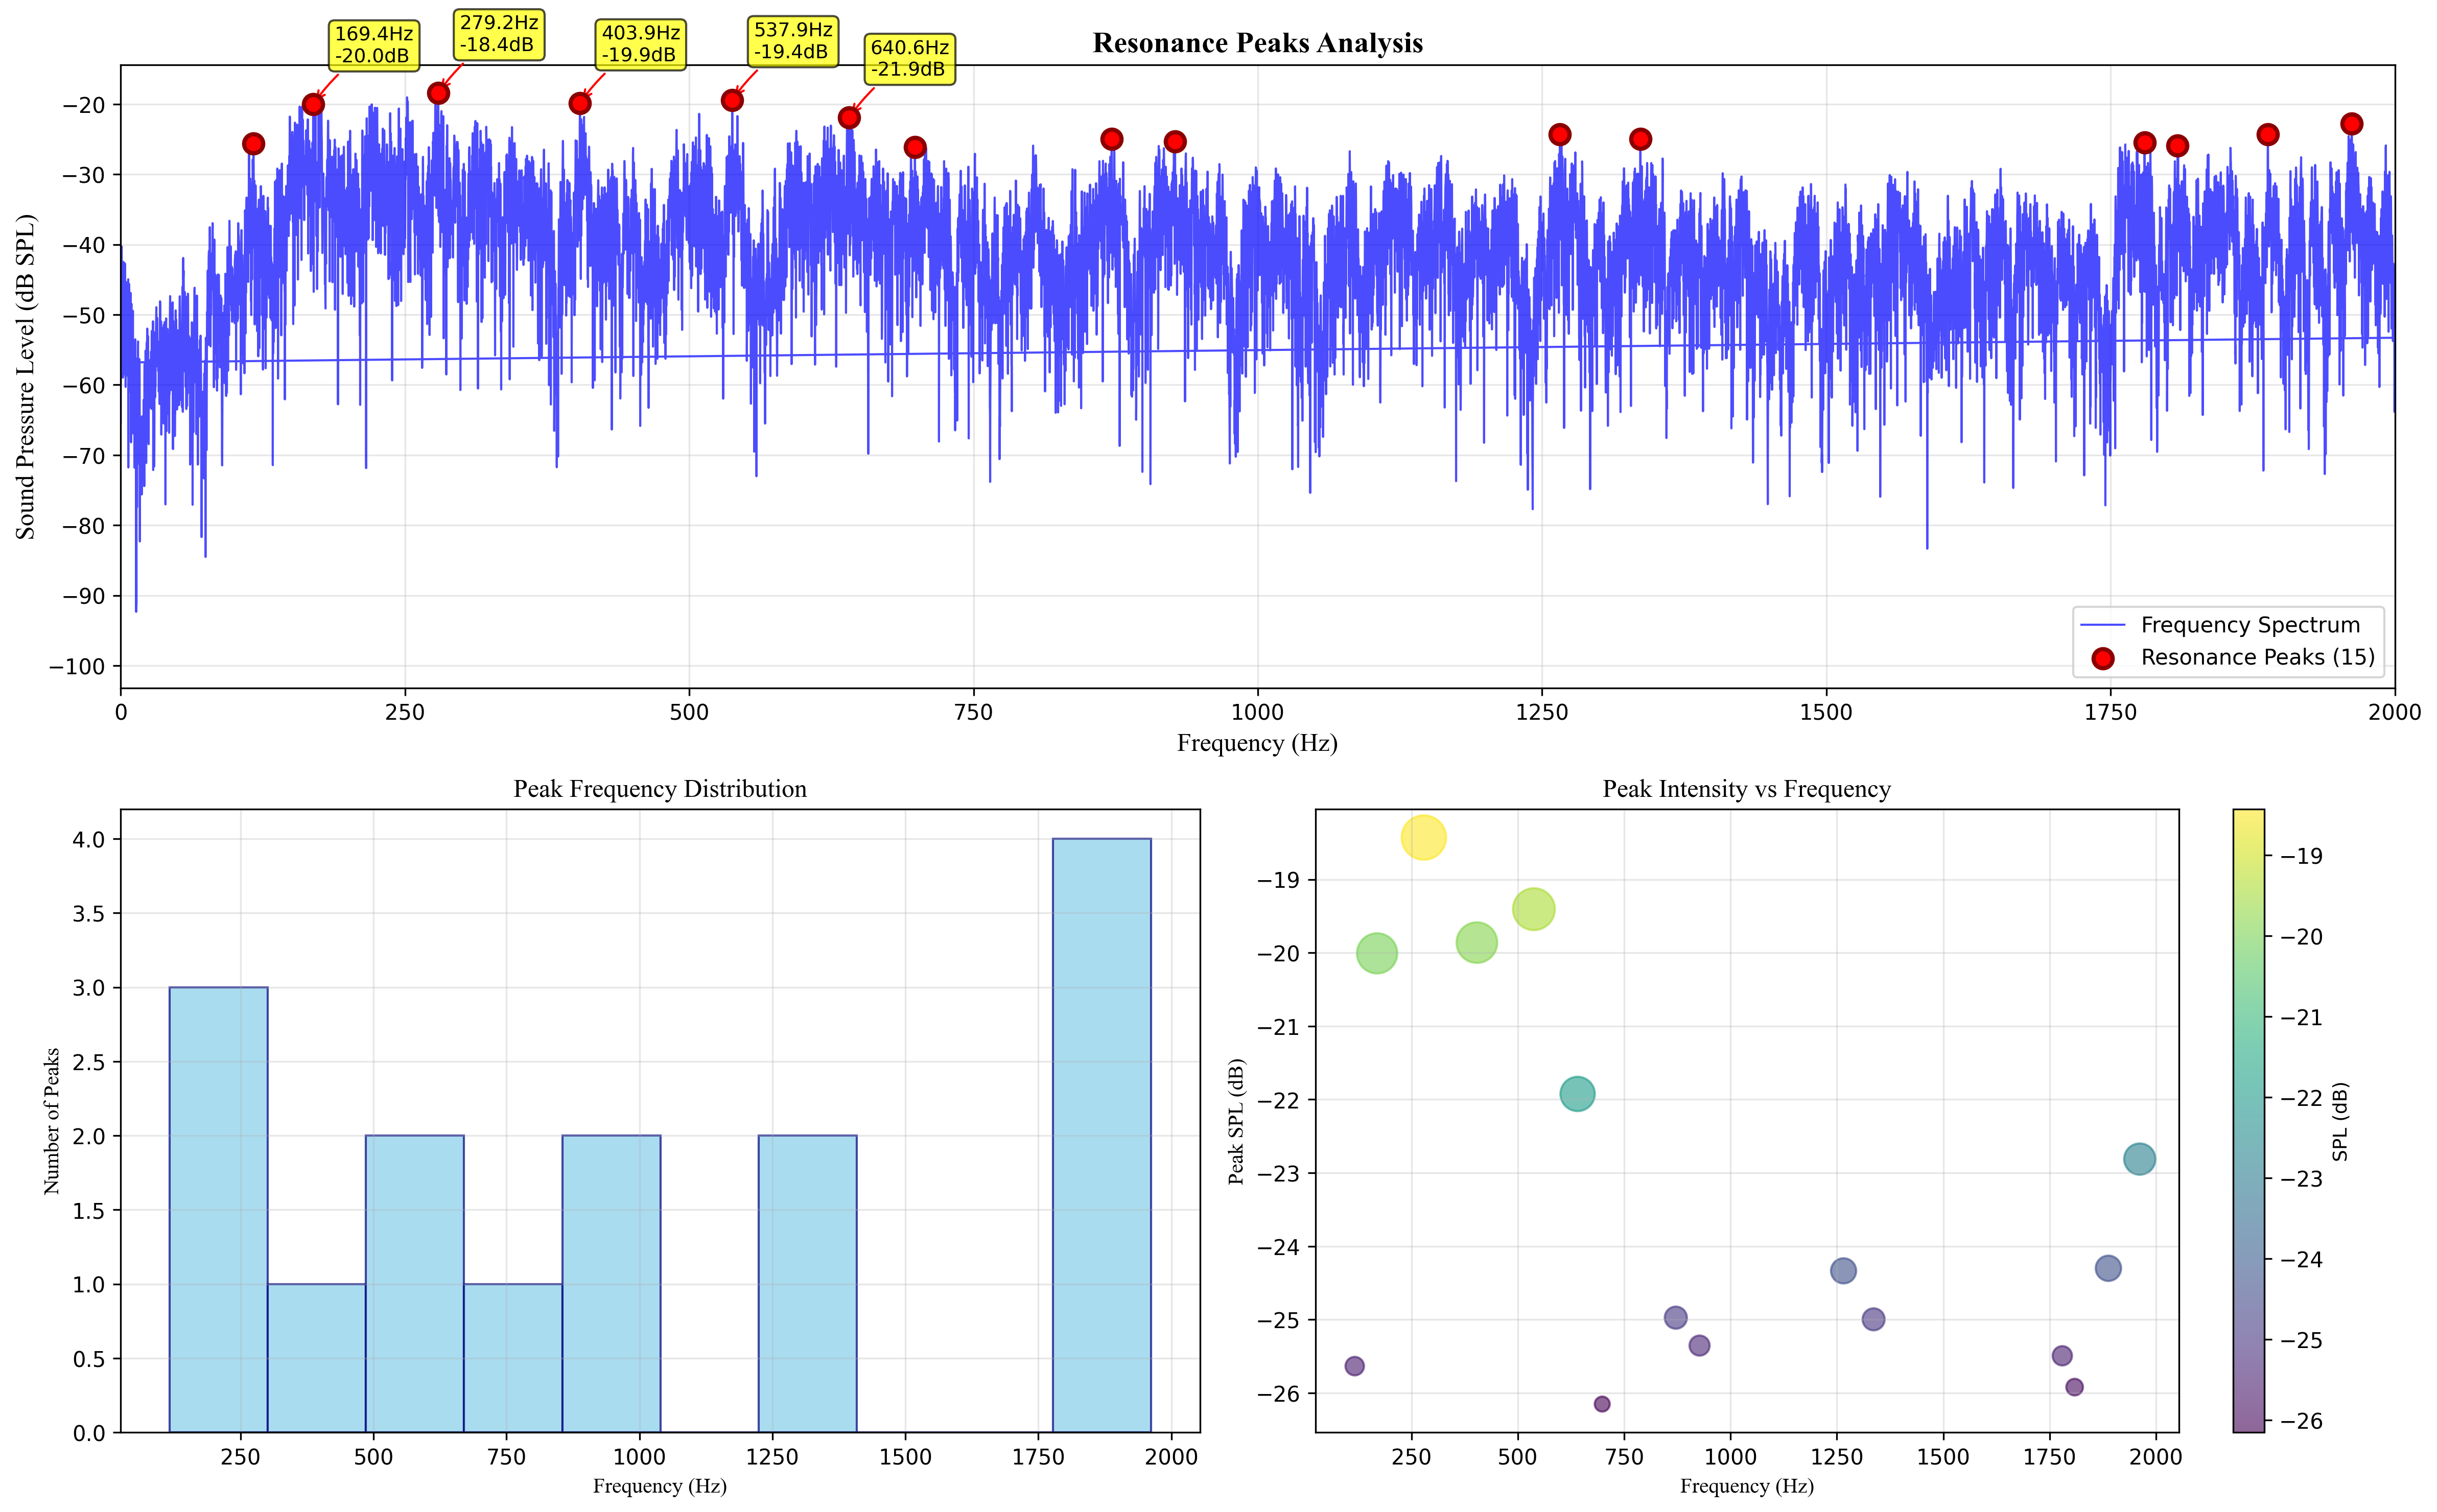 169.4Hz
-20.0dB
279.2Hz
-18.4dB
403.9Hz
-19.9dB
537.9Hz
-19.4dB
640.6Hz
-21.9dB
Resonance Peaks Analysis
Sound Pressure Level (dB SPL)
−20
−30
−40
−50
−60
−70
−80
−90
−100
Frequency Spectrum
Resonance Peaks (15)
0
250
500
750
1000
1250
1500
1750
2000
Frequency (Hz)
Peak Frequency Distribution
Number of Peaks
4.0
3.5
3.0
2.5
2.0
1.5
1.0
0.5
0.0
250
500
750
1000
1250
1500
1750
2000
Frequency (Hz)
Peak Intensity vs Frequency
Peak SPL (dB)
−19
−20
−21
−22
−23
−24
−25
−26
250
500
750
1000
1250
1500
1750
2000
Frequency (Hz)
−19
−20
−21
−22
−23
−24
−25
−26
SPL (dB)